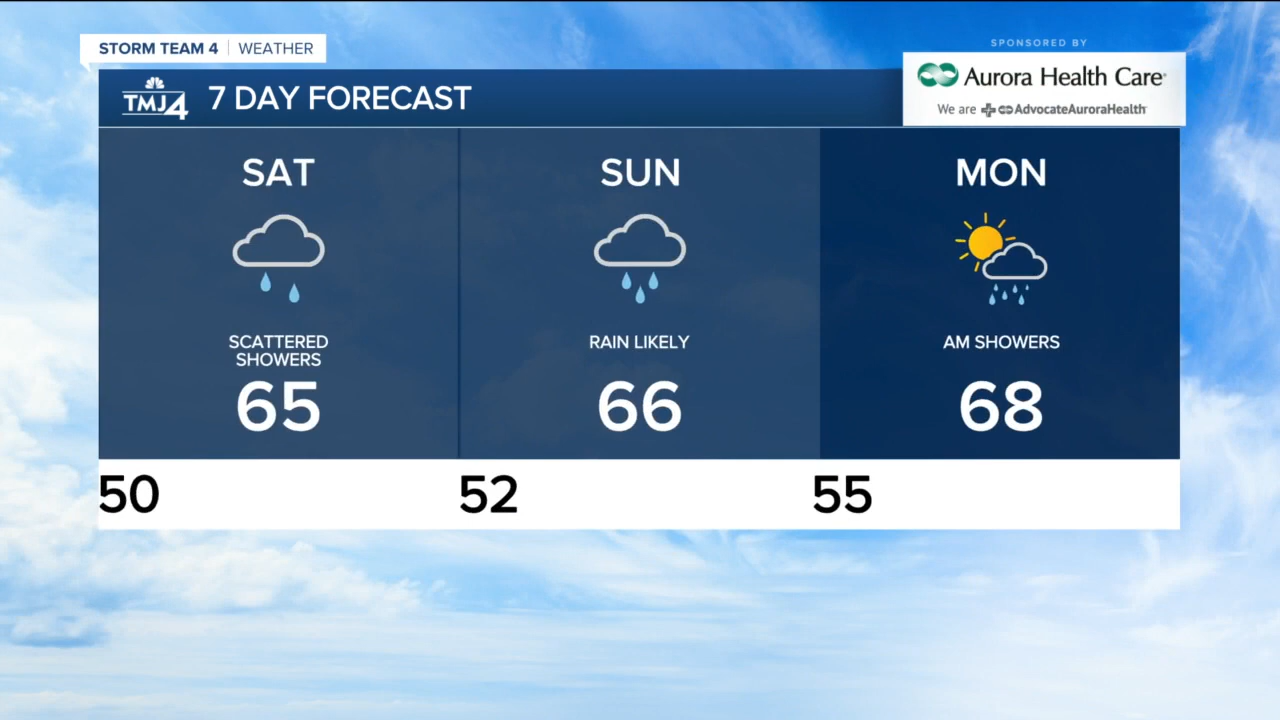 STORM TEAM 4 | WEATHER
SPONSORED BY
Aurora Health Care
We are AdvocateAuroraHealth
TMJ4 7 DAY FORECAST
SAT SUN MON
SCATTERED SHOWERS
RAIN LIKELY
AM SHOWERS
65 66 68
50 52 55